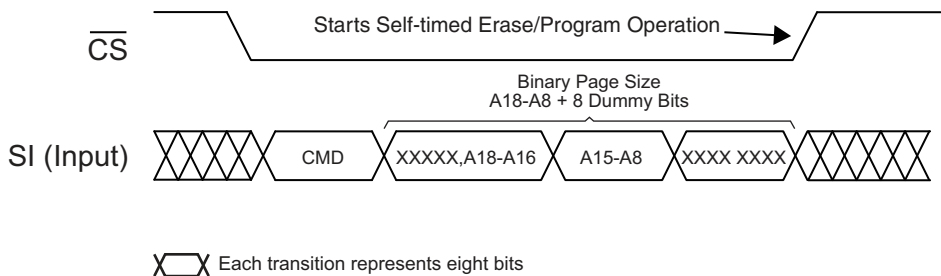 Starts Self-timed Erase/Program Operation
CS
Binary Page Size
A18-A8 + 8 Dummy Bits
SI (Input)
CMD
XXXXX,A18-A16
A15-A8
XXXX XXXX
Each transition represents eight bits